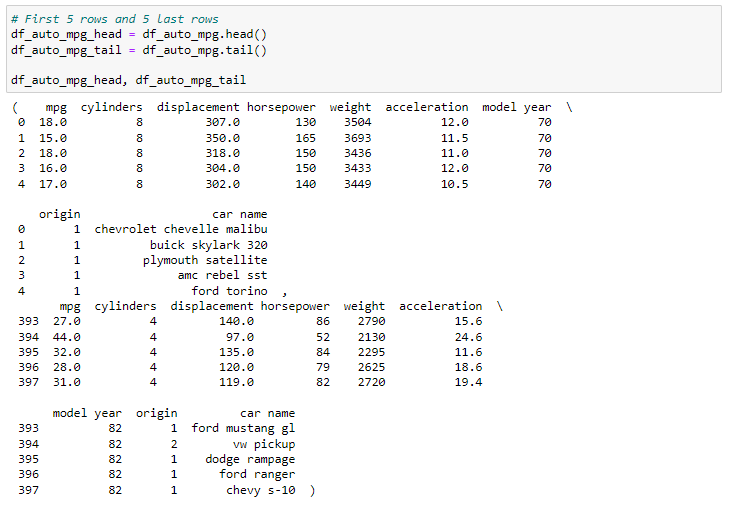 # First 5 rows and 5 last rows
df_auto_mpg_head = df_auto_mpg.head()
df_auto_mpg_tail = df_auto_mpg.tail()

df_auto_mpg_head, df_auto_mpg_tail
(    mpg  cylinders  displacement horsepower  weight  acceleration  model year  \
 0  18.0          8         307.0        130    3504          12.0          70
 1  15.0          8         350.0        165    3693          11.5          70
 2  18.0          8         318.0        150    3436          11.0          70
 3  16.0          8         304.0        150    3433          12.0          70
 4  17.0          8         302.0        140    3449          10.5          70

    origin                   car name
 0       1  chevrolet chevelle malibu
 1       1          buick skylark 320
 2       1         plymouth satellite
 3       1              amc rebel sst
 4       1                ford torino  ,
       mpg  cylinders  displacement horsepower  weight  acceleration  \
 393  27.0          4         140.0         86    2790          15.6
 394  44.0          4          97.0         52    2130          24.6
 395  32.0          4         135.0         84    2295          11.6
 396  28.0          4         120.0         79    2625          18.6
 397  31.0          4         119.0         82    2720          19.4

      model year  origin         car name
 393          82       1  ford mustang gl
 394          82       2        vw pickup
 395          82       1    dodge rampage
 396          82       1      ford ranger
 397          82       1       chevy s-10  )